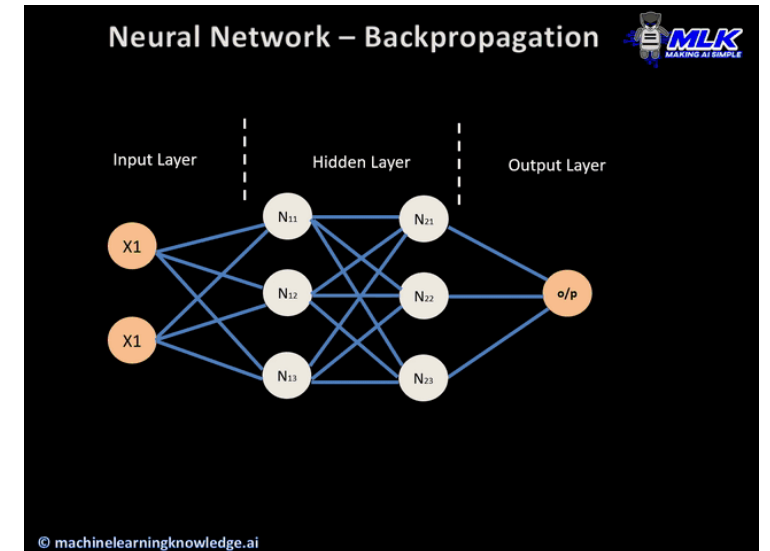 Neural Network – Backpropagation
MLK
MAKING AI SIMPLE
Input Layer
Hidden Layer
Output Layer
X1
X1
N11
N12
N13
N21
N22
N23
o/p
© machinelearningknowledge.ai